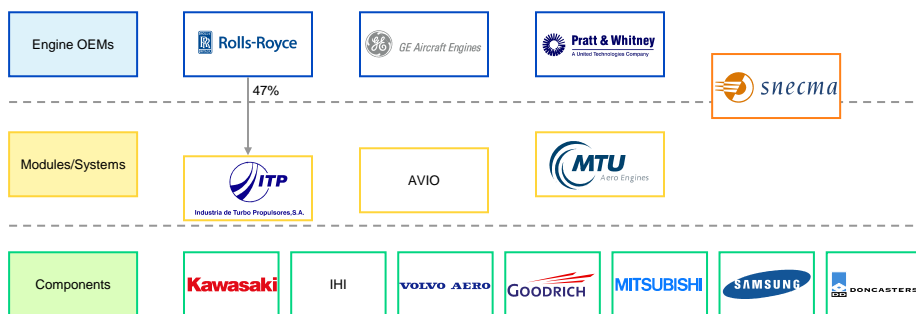 Engine OEMs
Rolls-Royce
GE Aircraft Engines
Pratt & Whitney
A United Technologies Company
snecma
47%
Modules/Systems
ITP
Industria de Turbo Propulsores,S.A.
AVIO
MTU
Aero Engines
Components
Kawasaki
IHI
VOLVO AERO
GOODRICH
MITSUBISHI
SAMSUNG
DONCASTERS